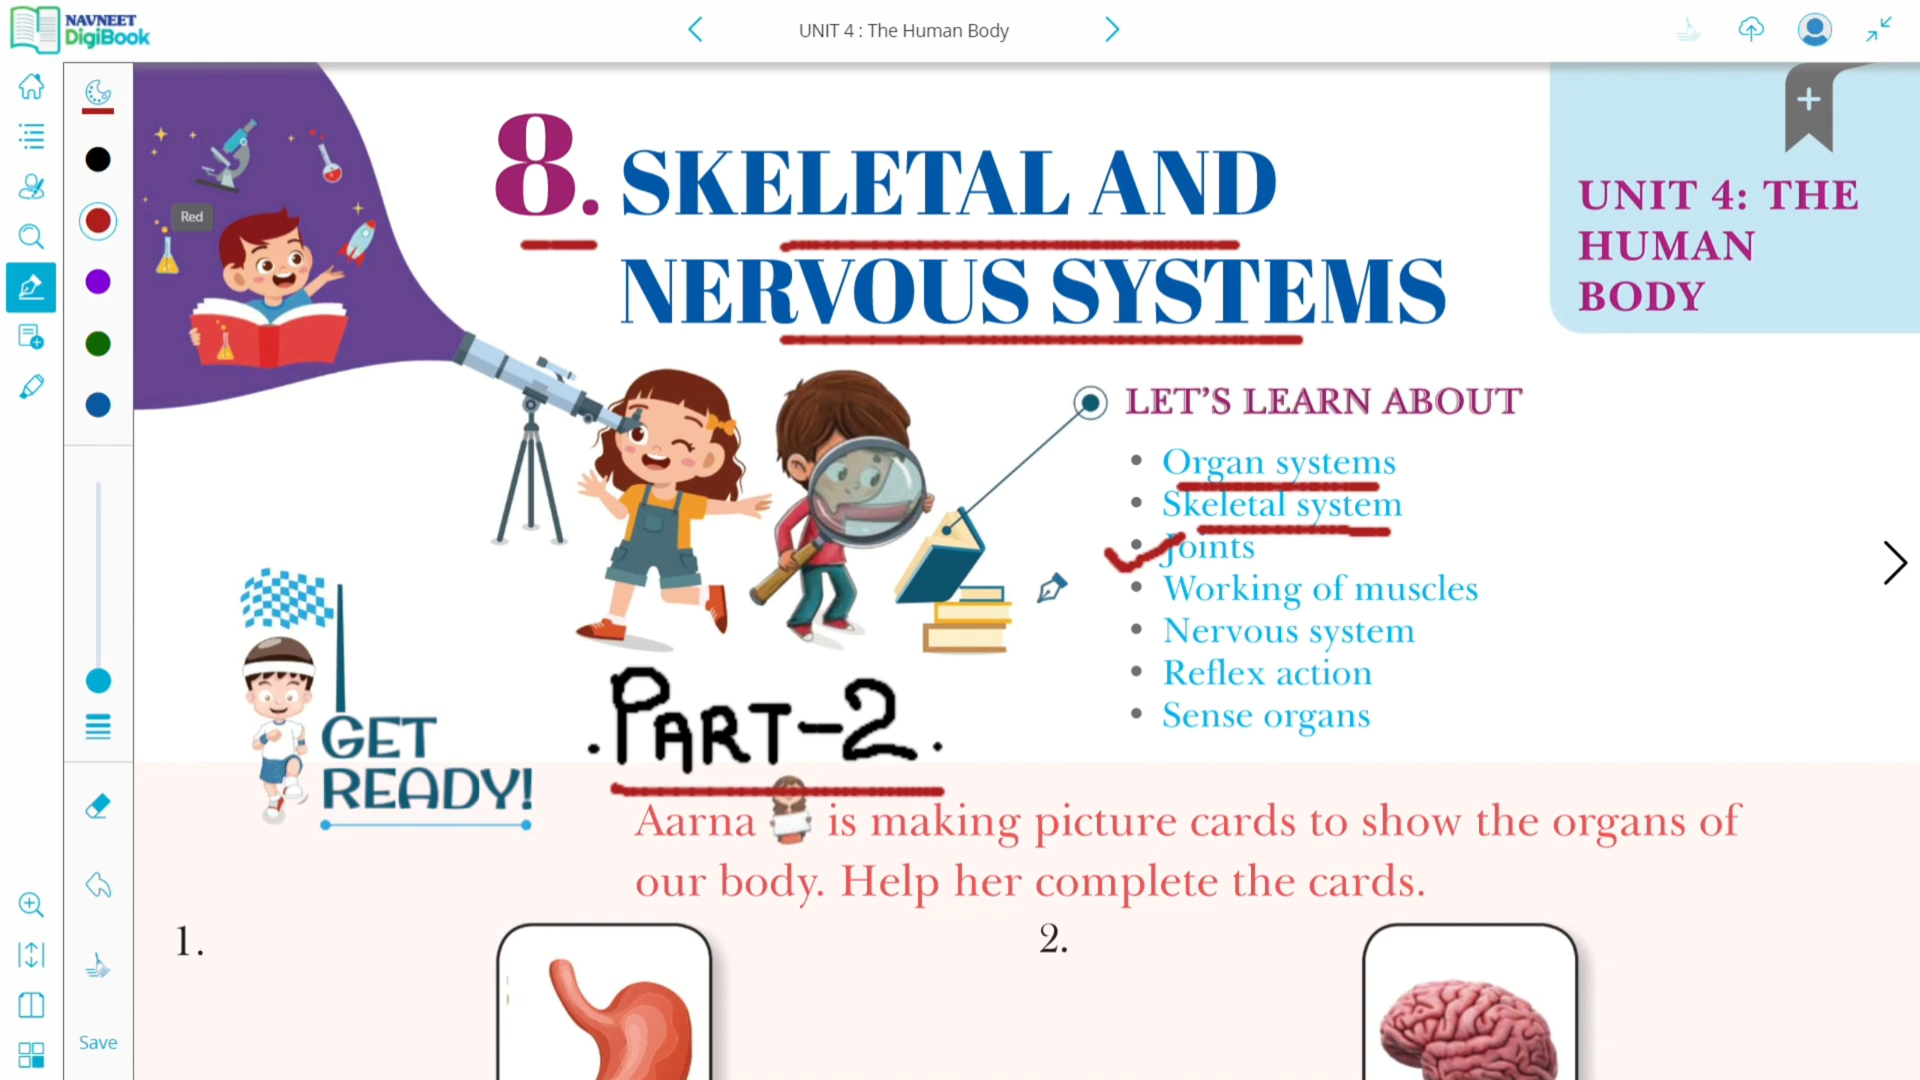 NAVNEET
DigiBook
UNIT 4 : The Human Body
Red
8. SKELETAL AND
NERVOUS SYSTEMS
UNIT 4: THE
HUMAN
BODY
LET'S LEARN ABOUT
• Organ systems
• Skeletal system
• Joints
• Working of muscles
• Nervous system
• Reflex action
• Sense organs
GET
READY!
.PART-2.
Aarna is making picture cards to show the organs of
our body. Help her complete the cards.
1.
2.
Save